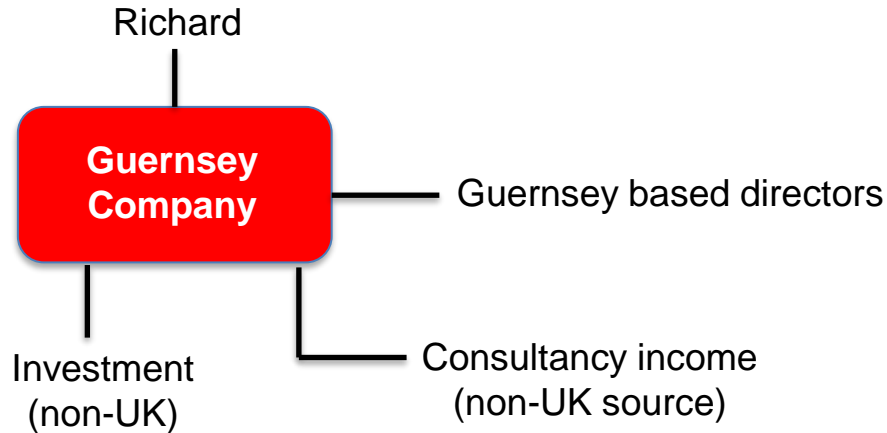 Richard
Guernsey
Company
Guernsey based directors
Investment
(non-UK)
Consultancy income
(non-UK source)